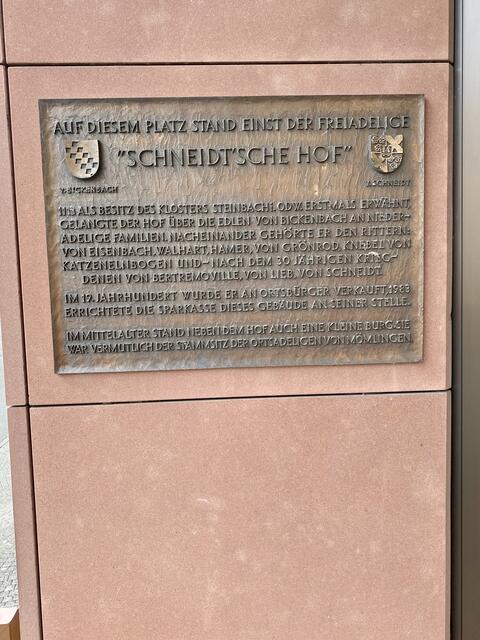 AUF DIESEM PLATZ STAND EINST DER FREIADELIGE
"SCHNEIDT'SCHE HOF"
V. BICKENBACH
V. SCHNEIDT
ALS BESITZ DES KLOSTERS STEINBACH I. ODW. ERSTMALS ERWÄHNT,
GELANGTE DER HOF ÜBER DIE EDLEN VON BICKENBACH AN NIEDER-
ADELIGE FAMILIEN. NACHEINANDER GEHÖRTE ER DEN RITTERN:
VON EISENBACH, WALHART, HAMER, VON GRÖNROD, KNEBEL VON
KATZENELNBOGEN UND – NACH DEM 30 JÄHRIGEN KRIEG –
DENEN VON BERTREMOVILLE, VON LIEB, VON SCHNEIDT.
IM 19. JAHRHUNDERT WURDE ER AN ORTSBÜRGER VERKAUFT, 1983
ERRICHTETE DIE SPARKASSE DIESES GEBÄUDE AN SEINER STELLE.
IM MITTELALTER STAND NEBEN DEM HOF AUCH EINE KLEINE BURG. SIE
WAR VERMUTLICH DER STAMMSITZ DER ORTSADELIGEN VON MÖMLINGEN.